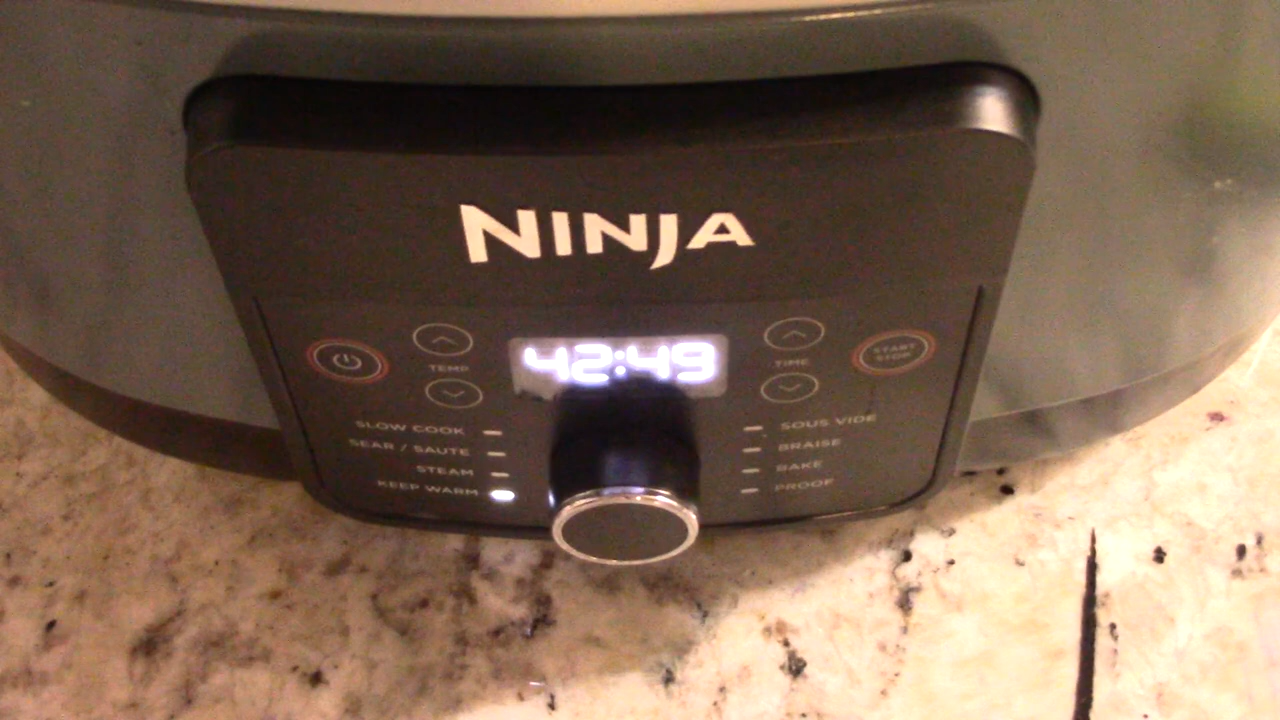 NINJA
TEMP
42:49
TIME
START
STOP
SLOW COOK
SEAR / SAUTE
STEAM
KEEP WARM
SOUS VIDE
BRAISE
BAKE
PROOF